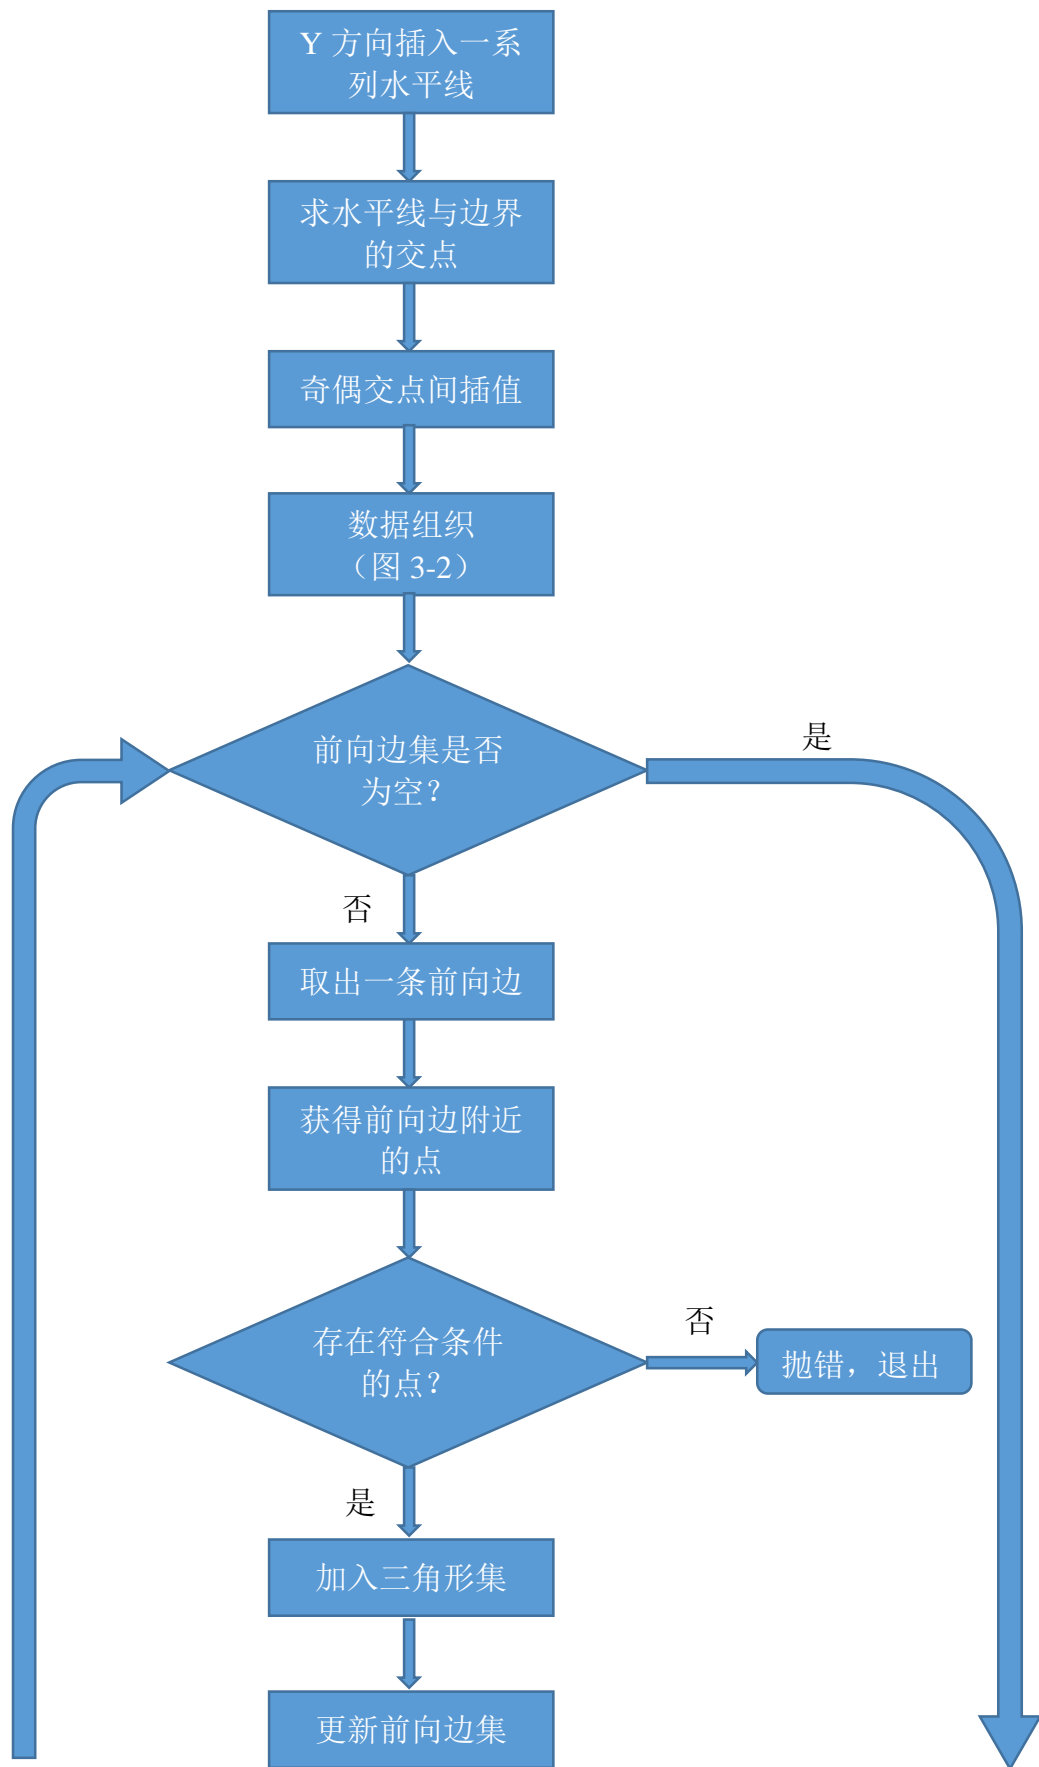 Y 方向插入一系
列水平线
求水平线与边界
的交点
奇偶交点间插值
数据组织
（图 3-2）
前向边集是否
为空？
是
否
取出一条前向边
获得前向边附近
的点
存在符合条件
的点？
否
抛错，退出
是
加入三角形集
更新前向边集